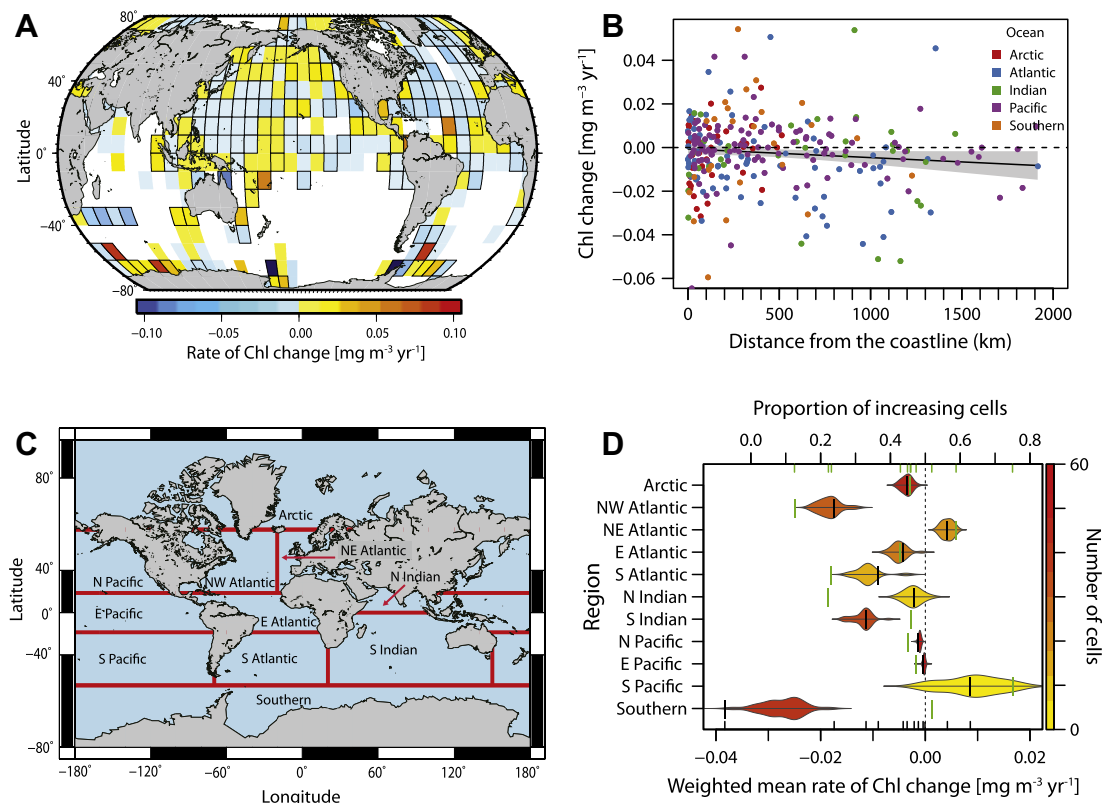 A
Latitude
40˚
0˚
−40˚
−80˚
−0.10
−0.05
0.00
0.05
0.10
Rate of Chl change [mg m⁻³ yr⁻¹]
B
Chl change [mg m⁻³ yr⁻¹]
0.04
0.02
0.00
−0.02
−0.04
−0.06
Ocean
Arctic
Atlantic
Indian
Pacific
Southern
0
500
1000
1500
2000
Distance from the coastline (km)
C
Latitude
80˚
40˚
0˚
−40˚
−80˚
Arctic
NE Atlantic
N Pacific
NW Atlantic
N Indian
E Pacific
E Atlantic
S Pacific
S Atlantic
S Indian
Southern
−180˚
−120˚
−60˚
0˚
60˚
120˚
180˚
Longitude
Proportion of increasing cells
D
0.0
0.2
0.4
0.6
0.8
Region
Arctic
NW Atlantic
NE Atlantic
E Atlantic
S Atlantic
N Indian
S Indian
N Pacific
E Pacific
S Pacific
Southern
60
0
Number of cells
−0.04
−0.02
0.00
0.02
Weighted mean rate of Chl change [mg m⁻³ yr⁻¹]